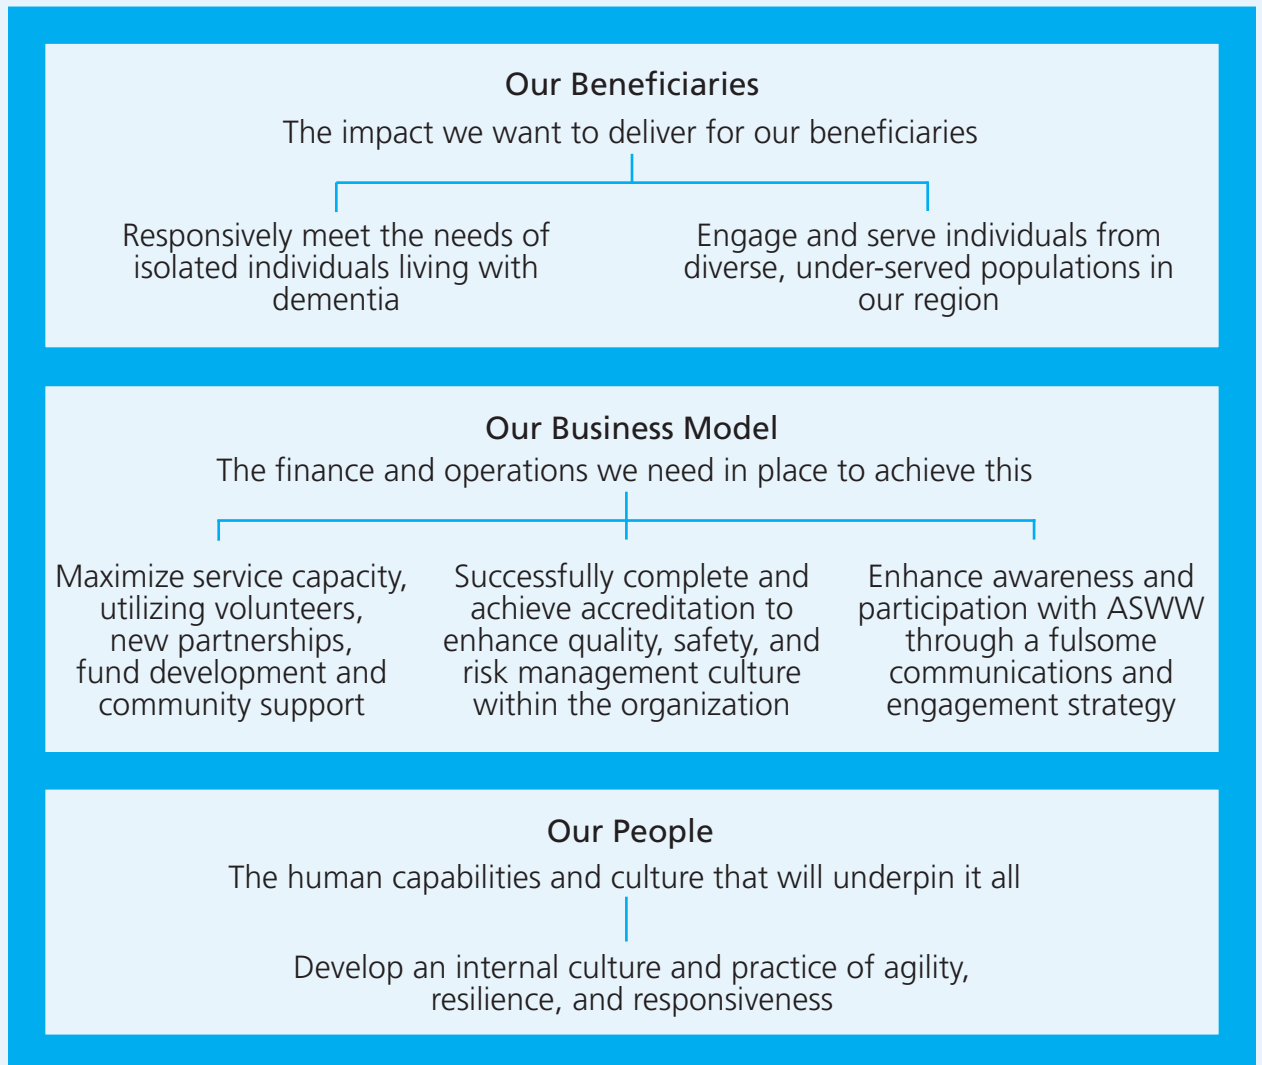 Our Beneficiaries
The impact we want to deliver for our beneficiaries
Responsively meet the needs of
isolated individuals living with
dementia
Engage and serve individuals from
diverse, under-served populations in
our region
Our Business Model
The finance and operations we need in place to achieve this
Maximize service capacity,
utilizing volunteers,
new partnerships,
fund development and
community support
Successfully complete and
achieve accreditation to
enhance quality, safety, and
risk management culture
within the organization
Enhance awareness and
participation with ASWW
through a fulsome
communications and
engagement strategy
Our People
The human capabilities and culture that will underpin it all
Develop an internal culture and practice of agility,
resilience, and responsiveness